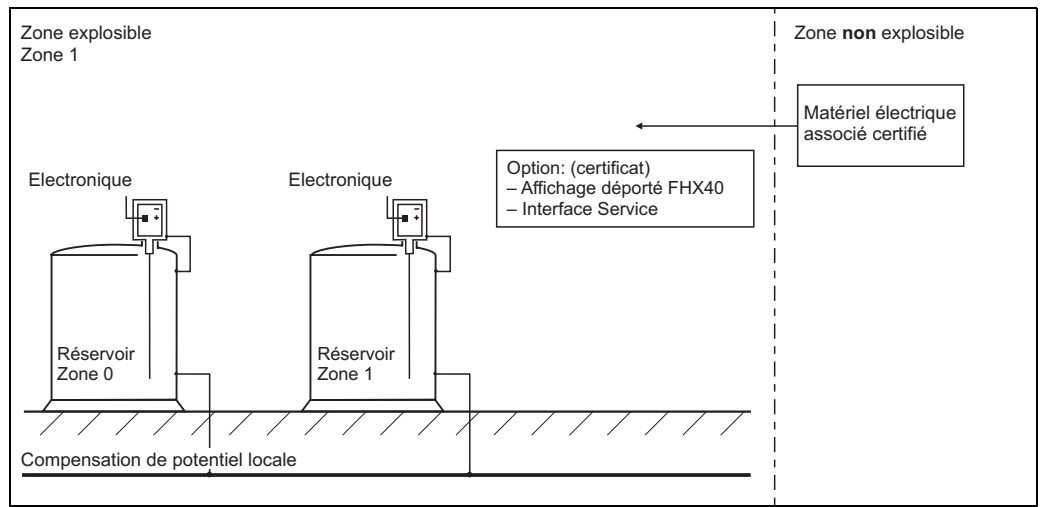 Zone explosible
Zone 1
Zone non explosible
Matériel électrique
associé certifié
Option: (certificat)
– Affichage déporté FHX40
– Interface Service
Electronique
Electronique
Réservoir
Zone 0
Réservoir
Zone 1
Compensation de potentiel locale